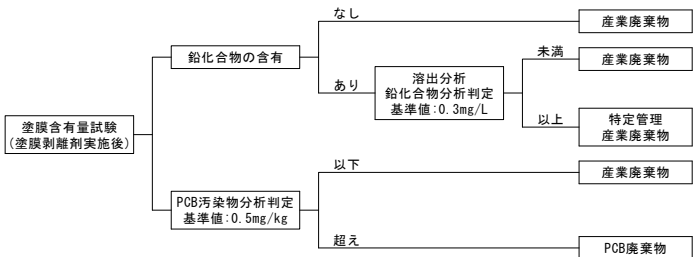 なし
産業廃棄物
鉛化合物の含有
未満
産業廃棄物
あり
溶出分析
鉛化合物分析判定
基準値:0.3mg/L
以上
特定管理
産業廃棄物
塗膜含有量試験
(塗膜剥離剤実施後)
以下
産業廃棄物
PCB汚染物分析判定
基準値:0.5mg/kg
超え
PCB廃棄物